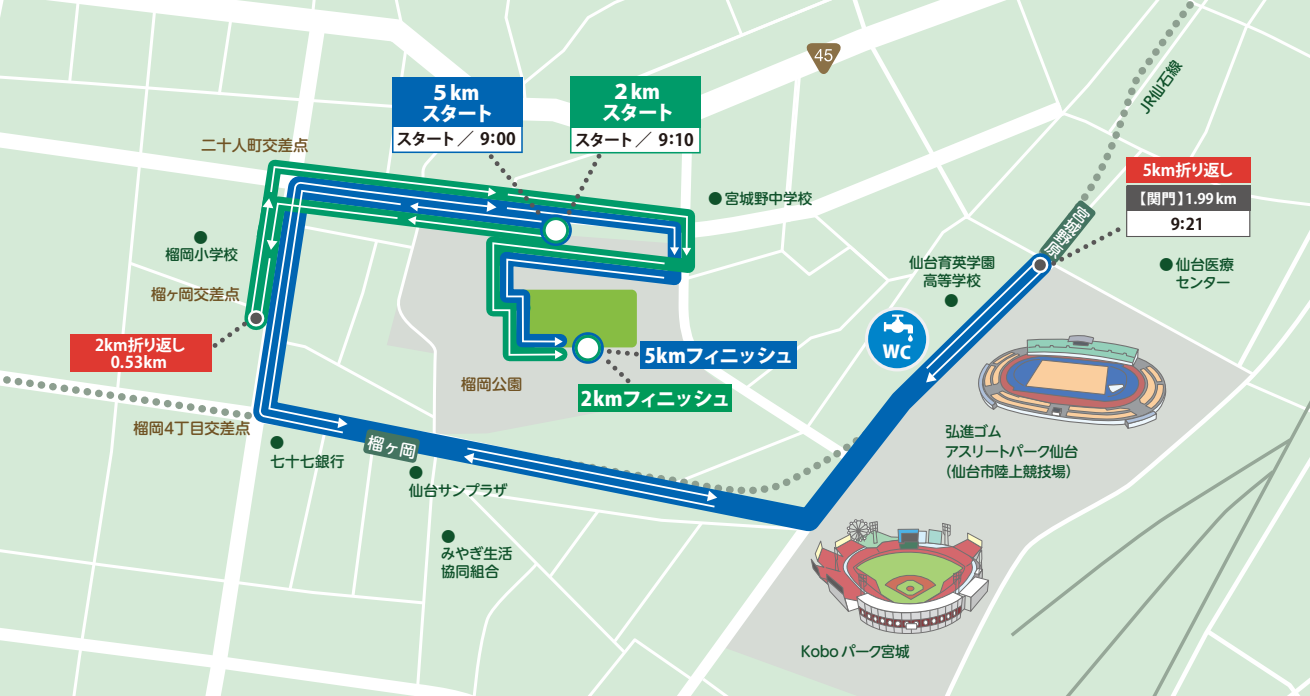 45
JR仙石線
5km
スタート
スタート ／ 9:00
2km
スタート
スタート ／ 9:10
二十人町交差点
5km折り返し
【関門】1.99km
9:21
宮城野中学校
宮城野原
榴岡小学校
仙台育英学園
高等学校
仙台医療
センター
榴ヶ岡交差点
WC
2km折り返し
0.53km
5kmフィニッシュ
2kmフィニッシュ
榴岡公園
榴岡4丁目交差点
榴ヶ岡
七十七銀行
仙台サンプラザ
弘進ゴム
アスリートパーク仙台
（仙台市陸上競技場）
みやぎ生活
協同組合
Koboパーク宮城